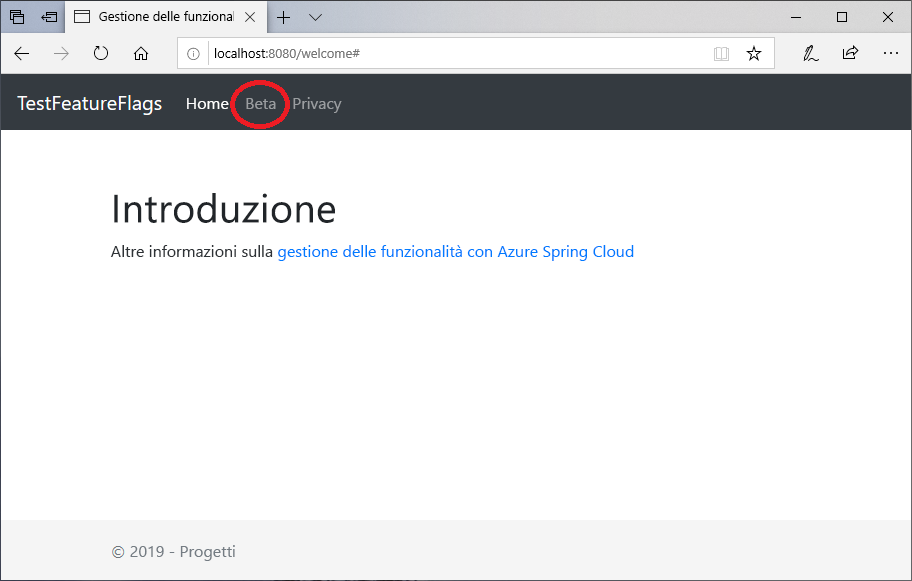 Gestione delle funzional
localhost:8080/welcome#
TestFeatureFlags Home Beta Privacy
Introduzione
Altre informazioni sulla gestione delle funzionalità con Azure Spring Cloud
© 2019 - Progetti